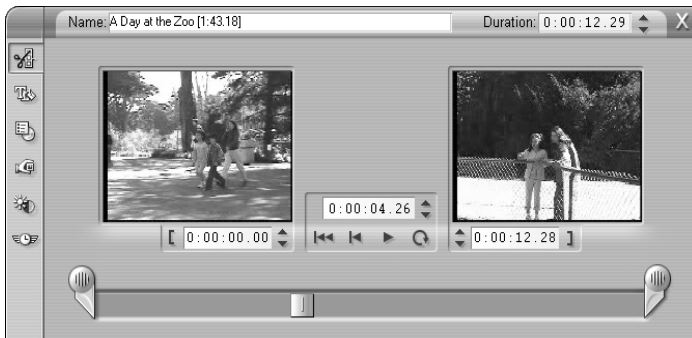 Name: A Day at the Zoo [1:43.18] Duration: 0:00:12.29 X
T
0:00:04.26
[ 0:00:00.00 0:00:12.28 ]